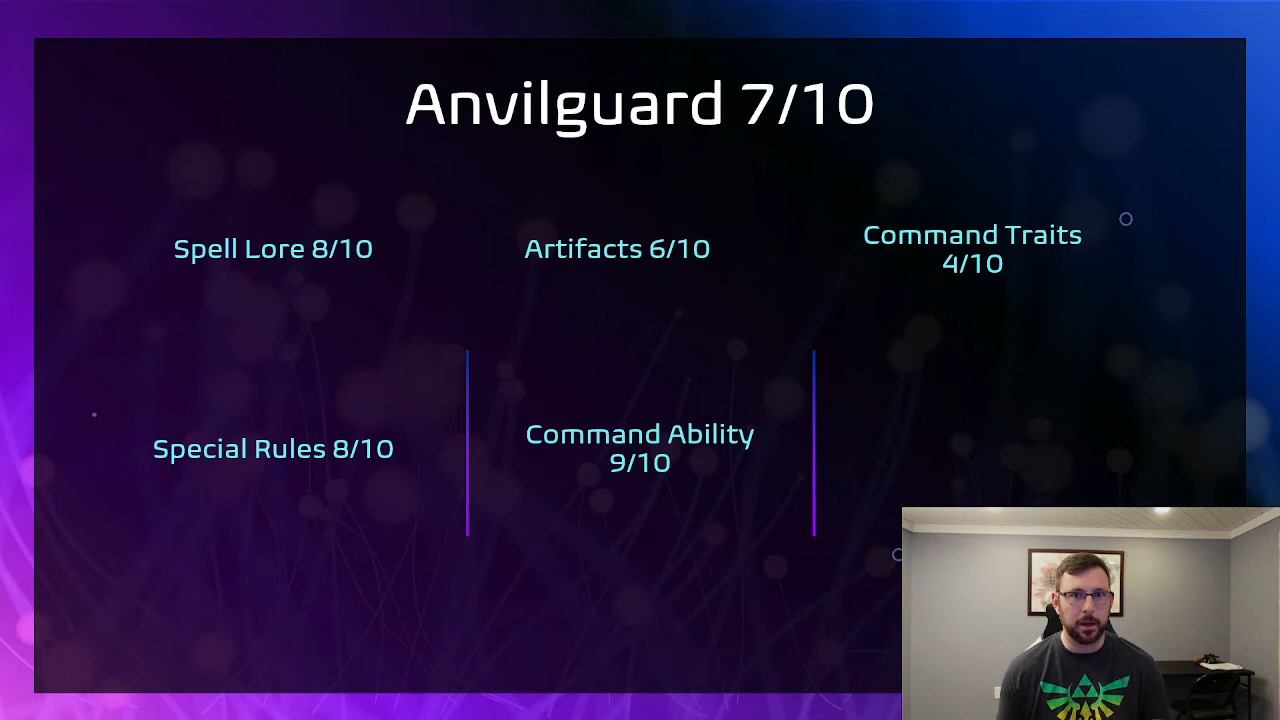 Anvilguard 7/10
Spell Lore 8/10
Artifacts 6/10
Command Traits
4/10
Special Rules 8/10
Command Ability
9/10